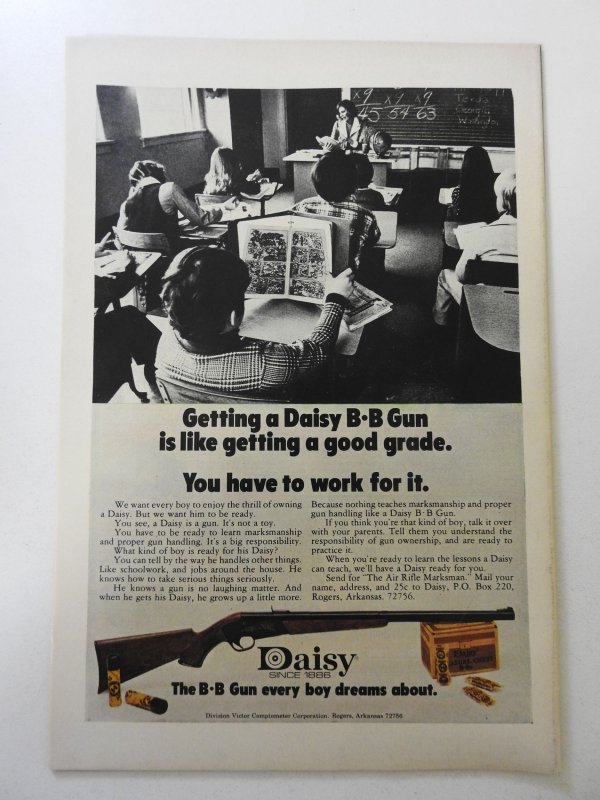 x9 x9 x9
45 54 63
Texas
Georgia
Washington
Getting a Daisy B·B Gun
is like getting a good grade.
You have to work for it.
We want every boy to enjoy the thrill of owning
a Daisy. But we want him to be ready.
You see, a Daisy is a gun. It's not a toy.
You have to be ready to learn marksmanship
and proper gun handling. It's a big responsibility.
What kind of boy is ready for his Daisy?
You can tell by the way he handles other things.
Like schoolwork, and jobs around the house. He
knows how to take serious things seriously.
He knows a gun is no laughing matter. And
when he gets his Daisy, he grows up a little more.
Because nothing teaches marksmanship and proper
gun handling like a Daisy B·B Gun.
If you think you're that kind of boy, talk it over
with your parents. Tell them you understand the
responsibility of gun ownership, and are ready to
practice it.
When you're ready to learn the lessons a Daisy
can teach, we'll have a Daisy ready for you.
Send for "The Air Rifle Marksman." Mail your
name, address, and 25c to Daisy, P.O. Box 220,
Rogers, Arkansas. 72756.
Daisy
Daisy®
SINCE 1886
The B·B Gun every boy dreams about.
Division Victor Comptometer Corporation. Rogers, Arkansas 72756